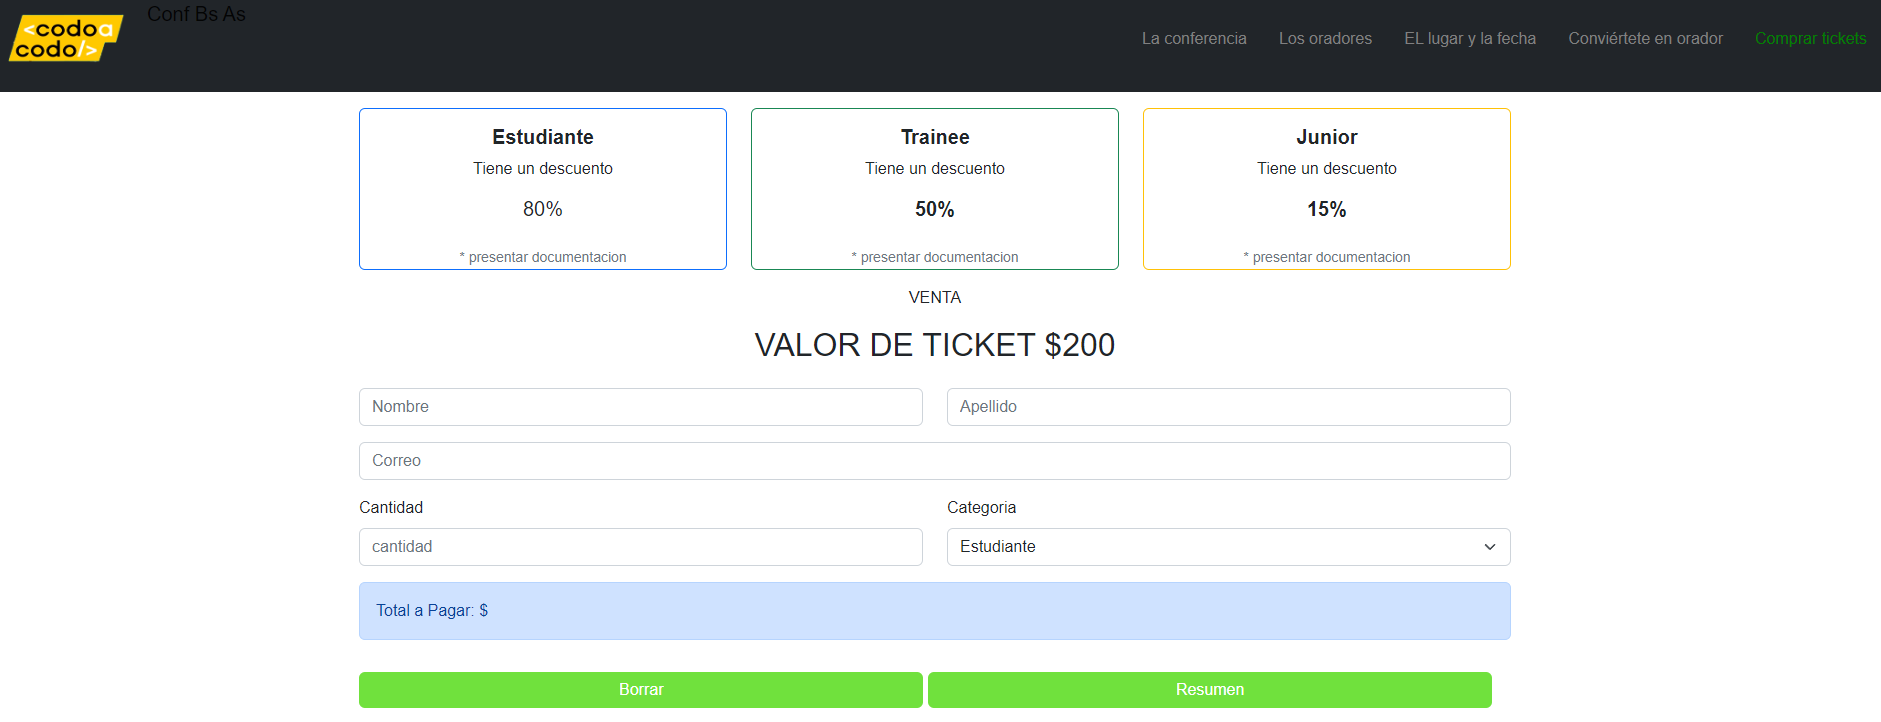 <codoa
codo/>
Conf Bs As
La conferencia
Los oradores
EL lugar y la fecha
Conviértete en orador
Comprar tickets
Estudiante
Tiene un descuento
80%
* presentar documentacion
Trainee
Tiene un descuento
50%
* presentar documentacion
Junior
Tiene un descuento
15%
* presentar documentacion
VENTA
VALOR DE TICKET $200
Nombre
Apellido
Correo
Cantidad
Categoria
cantidad
Estudiante
Total a Pagar: $
Borrar
Resumen